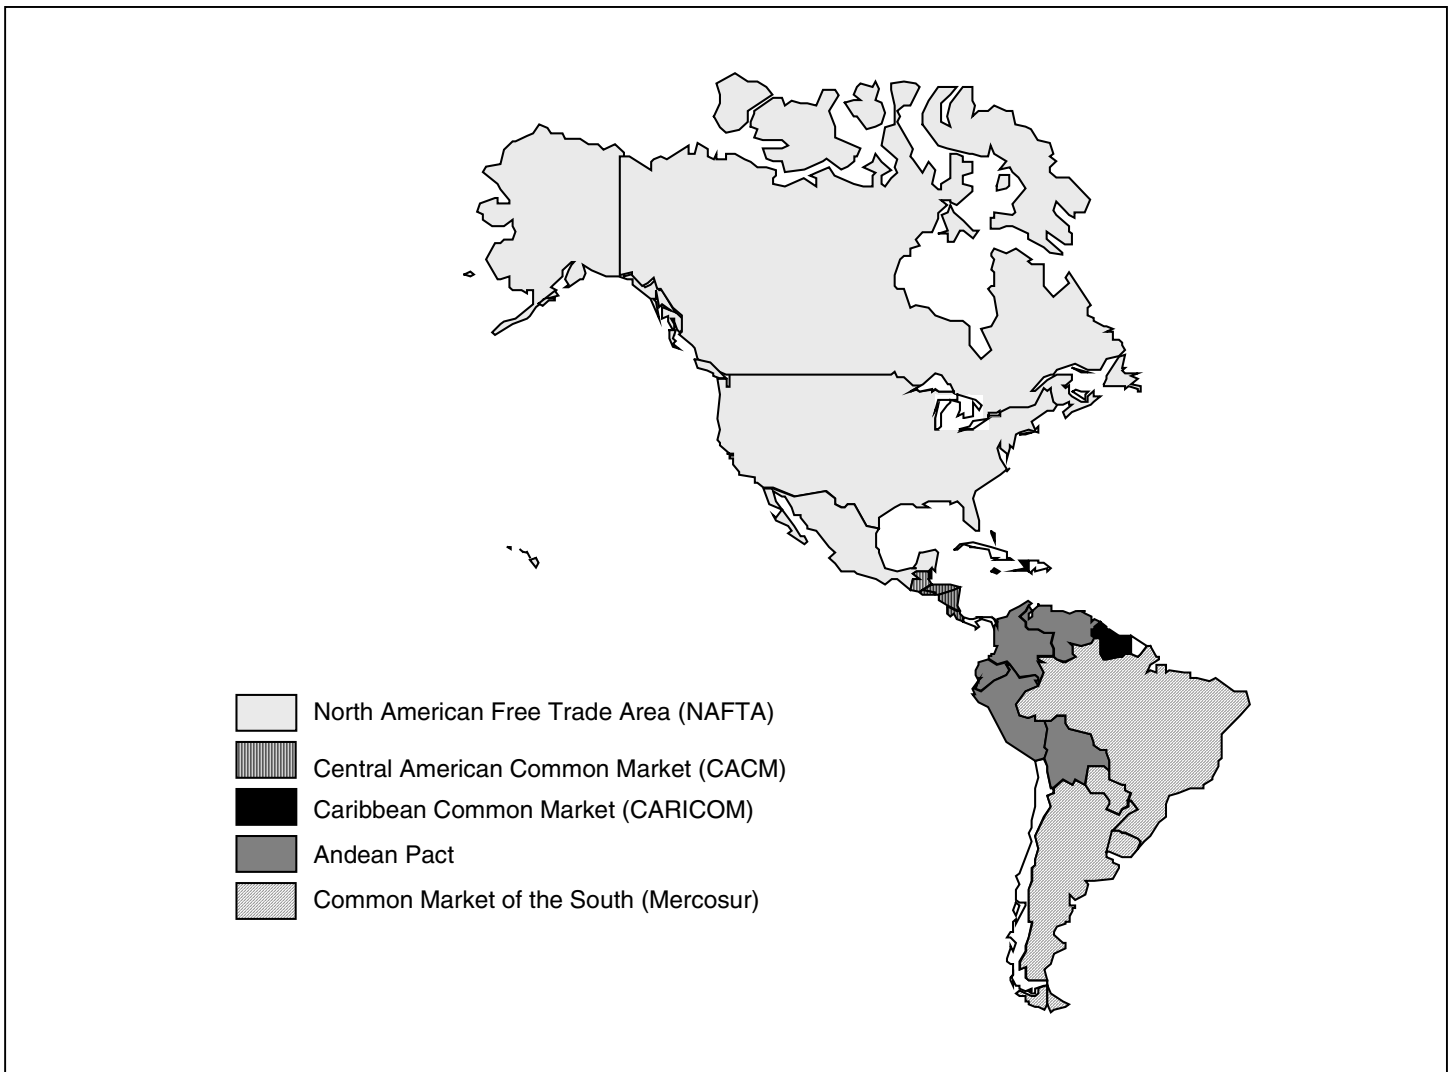 North American Free Trade Area (NAFTA)
Central American Common Market (CACM)
Caribbean Common Market (CARICOM)
Andean Pact
Common Market of the South (Mercosur)